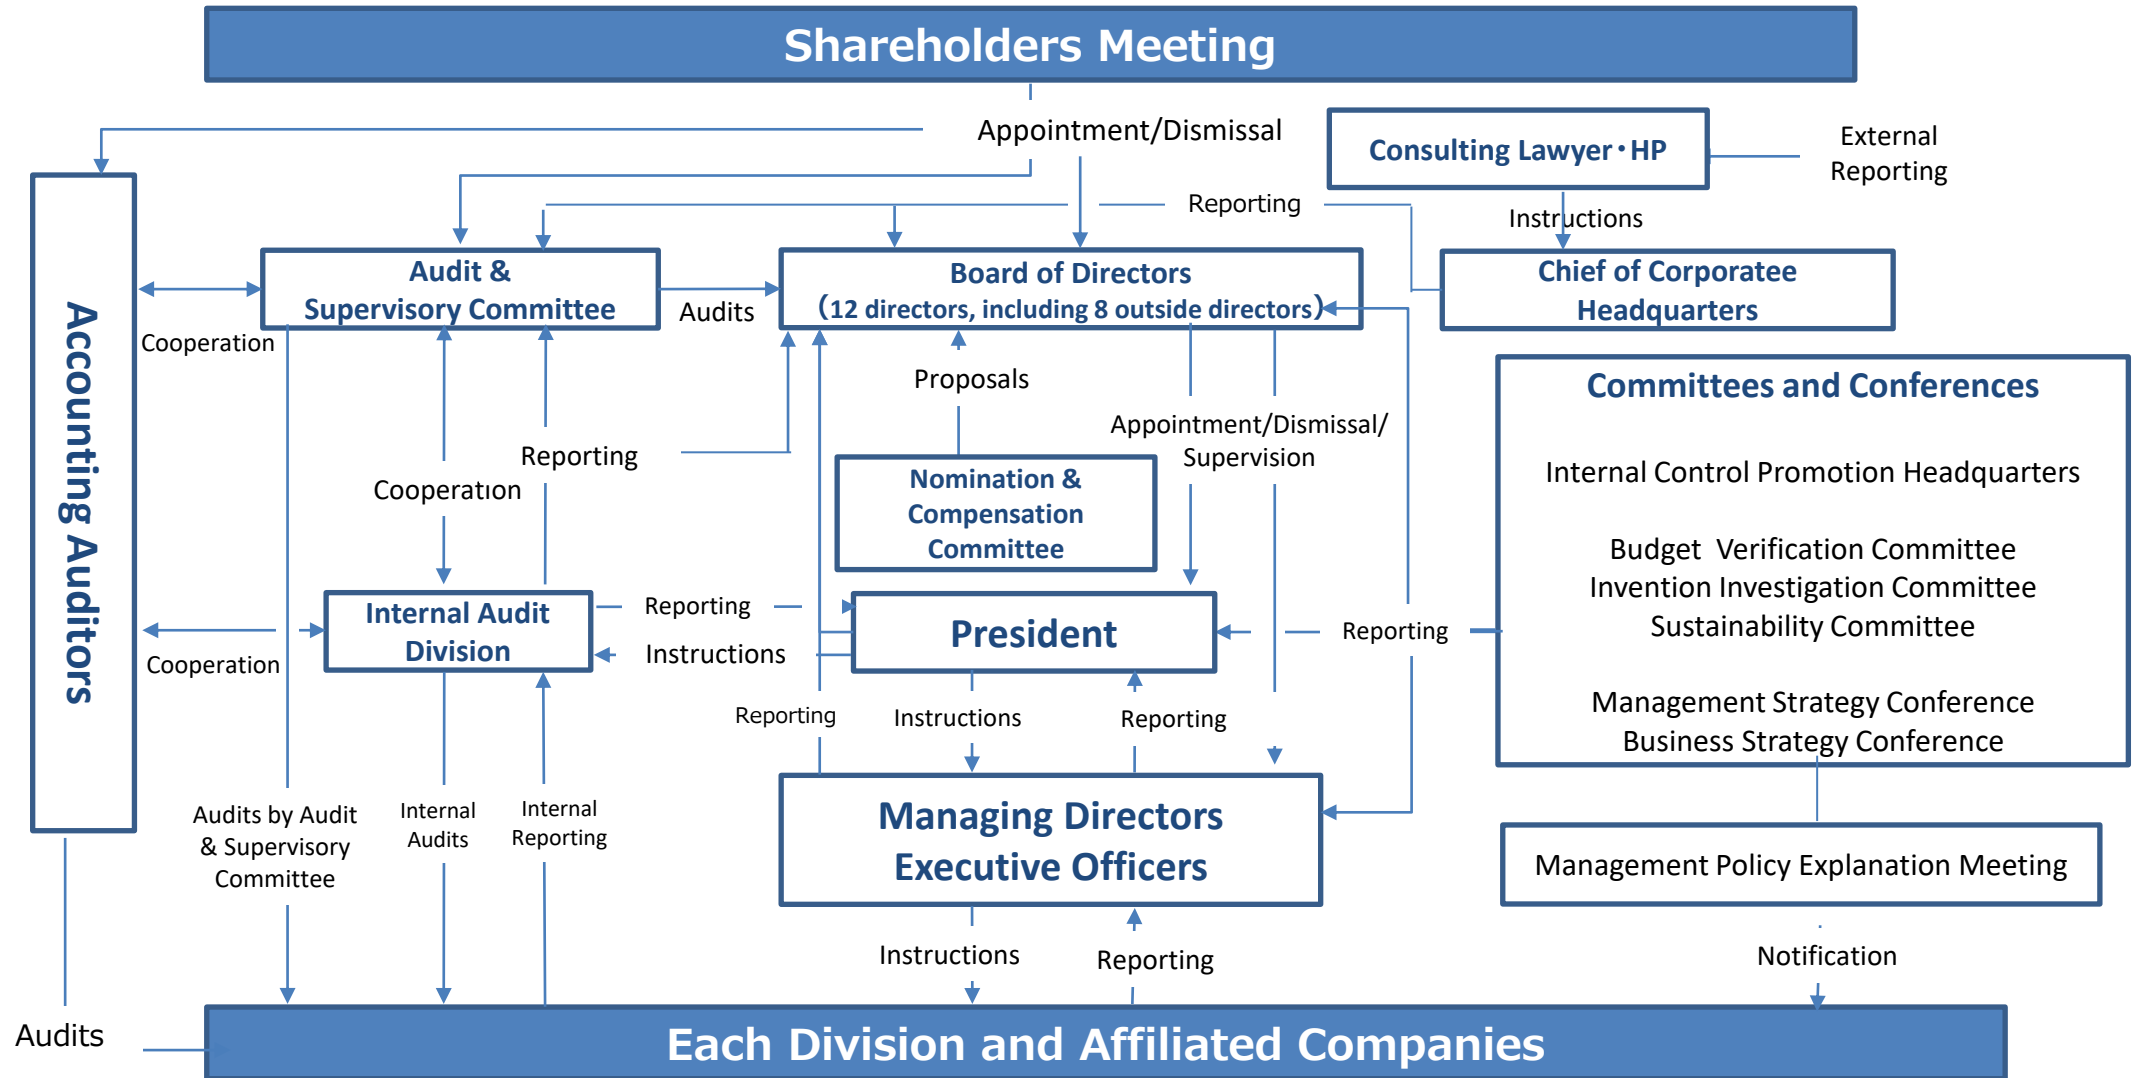 Shareholders Meeting
Appointment/Dismissal
Consulting Lawyer・HP
External
Reporting
Reporting
Instructions
Audit &
Supervisory Committee
Audits
Board of Directors
(12 directors, including 8 outside directors)
Chief of Corporatee
Headquarters
Accounting Auditors
Cooperation
Proposals
Appointment/Dismissal/
Supervision
Reporting
Cooperation
Nomination &
Compensation
Committee
Committees and Conferences
Internal Control Promotion Headquarters
Budget Verification Committee
Invention Investigation Committee
Sustainability Committee
Management Strategy Conference
Business Strategy Conference
Internal Audit
Division
Reporting
Instructions
President
Reporting
Cooperation
Reporting
Instructions
Reporting
Audits by Audit
& Supervisory
Committee
Internal
Audits
Internal
Reporting
Managing Directors
Executive Officers
Management Policy Explanation Meeting
Instructions
Reporting
Notification
Audits
Each Division and Affiliated Companies